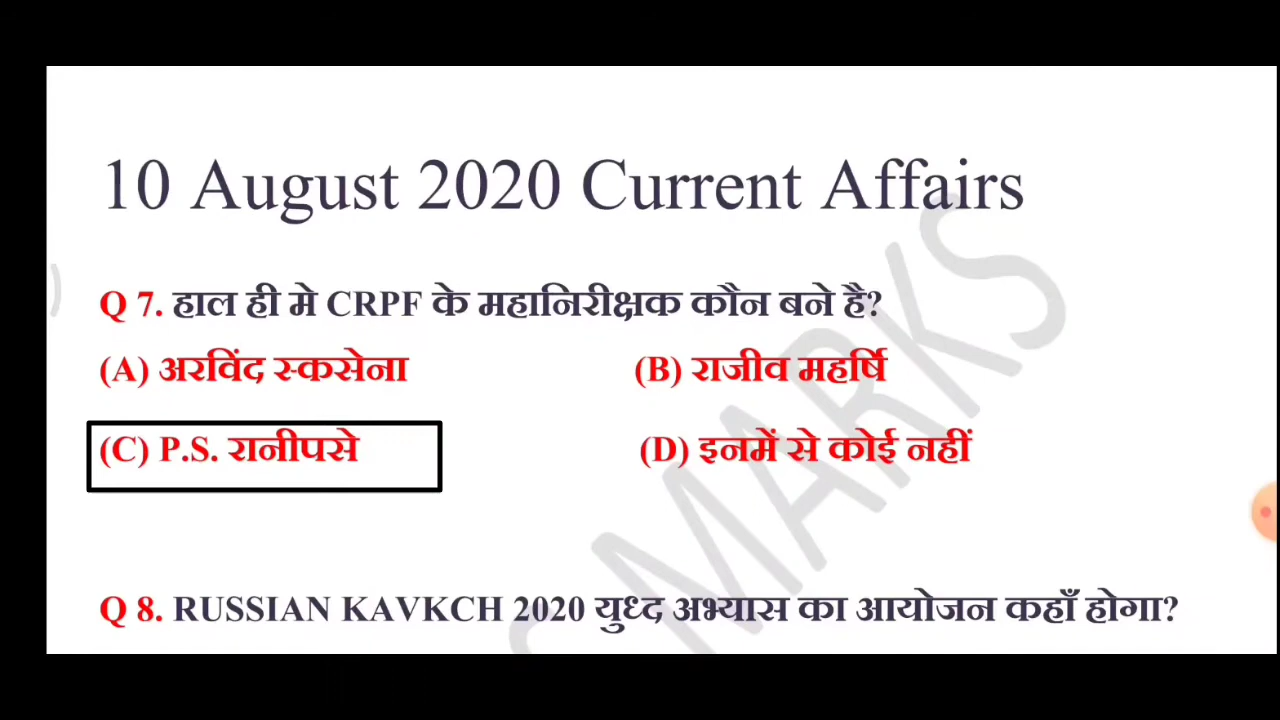 10 August 2020 Current Affairs
Q 7. हाल ही मे CRPF के महानिरीक्षक कौन बने है?
(A) अरविंद स्कसेना (B) राजीव महर्षि
(C) P.S. रानीपसे (D) इनमें से कोई नहीं
Q 8. RUSSIAN KAVKCH 2020 युध्द अभ्यास का आयोजन कहाँ होगा?
MARKS